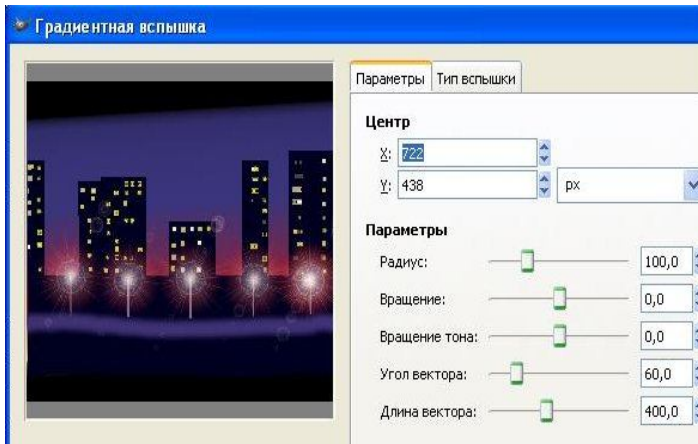 Градиентная вспышка
Параметры Тип вспышки
Центр
X: 722
Y: 438 px
Параметры
Радиус: 100,0
Вращение: 0,0
Вращение тона: 0,0
Угол вектора: 60,0
Длина вектора: 400,0